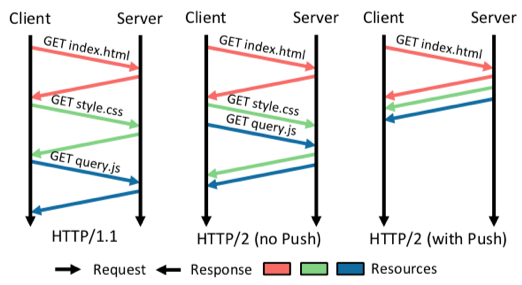 Client Server
GET index.html
GET style.css
GET query.js
HTTP/1.1
Client Server
GET index.html
GET style.css
GET query.js
HTTP/2 (no Push)
Client Server
GET index.html
HTTP/2 (with Push)
Request Response Resources